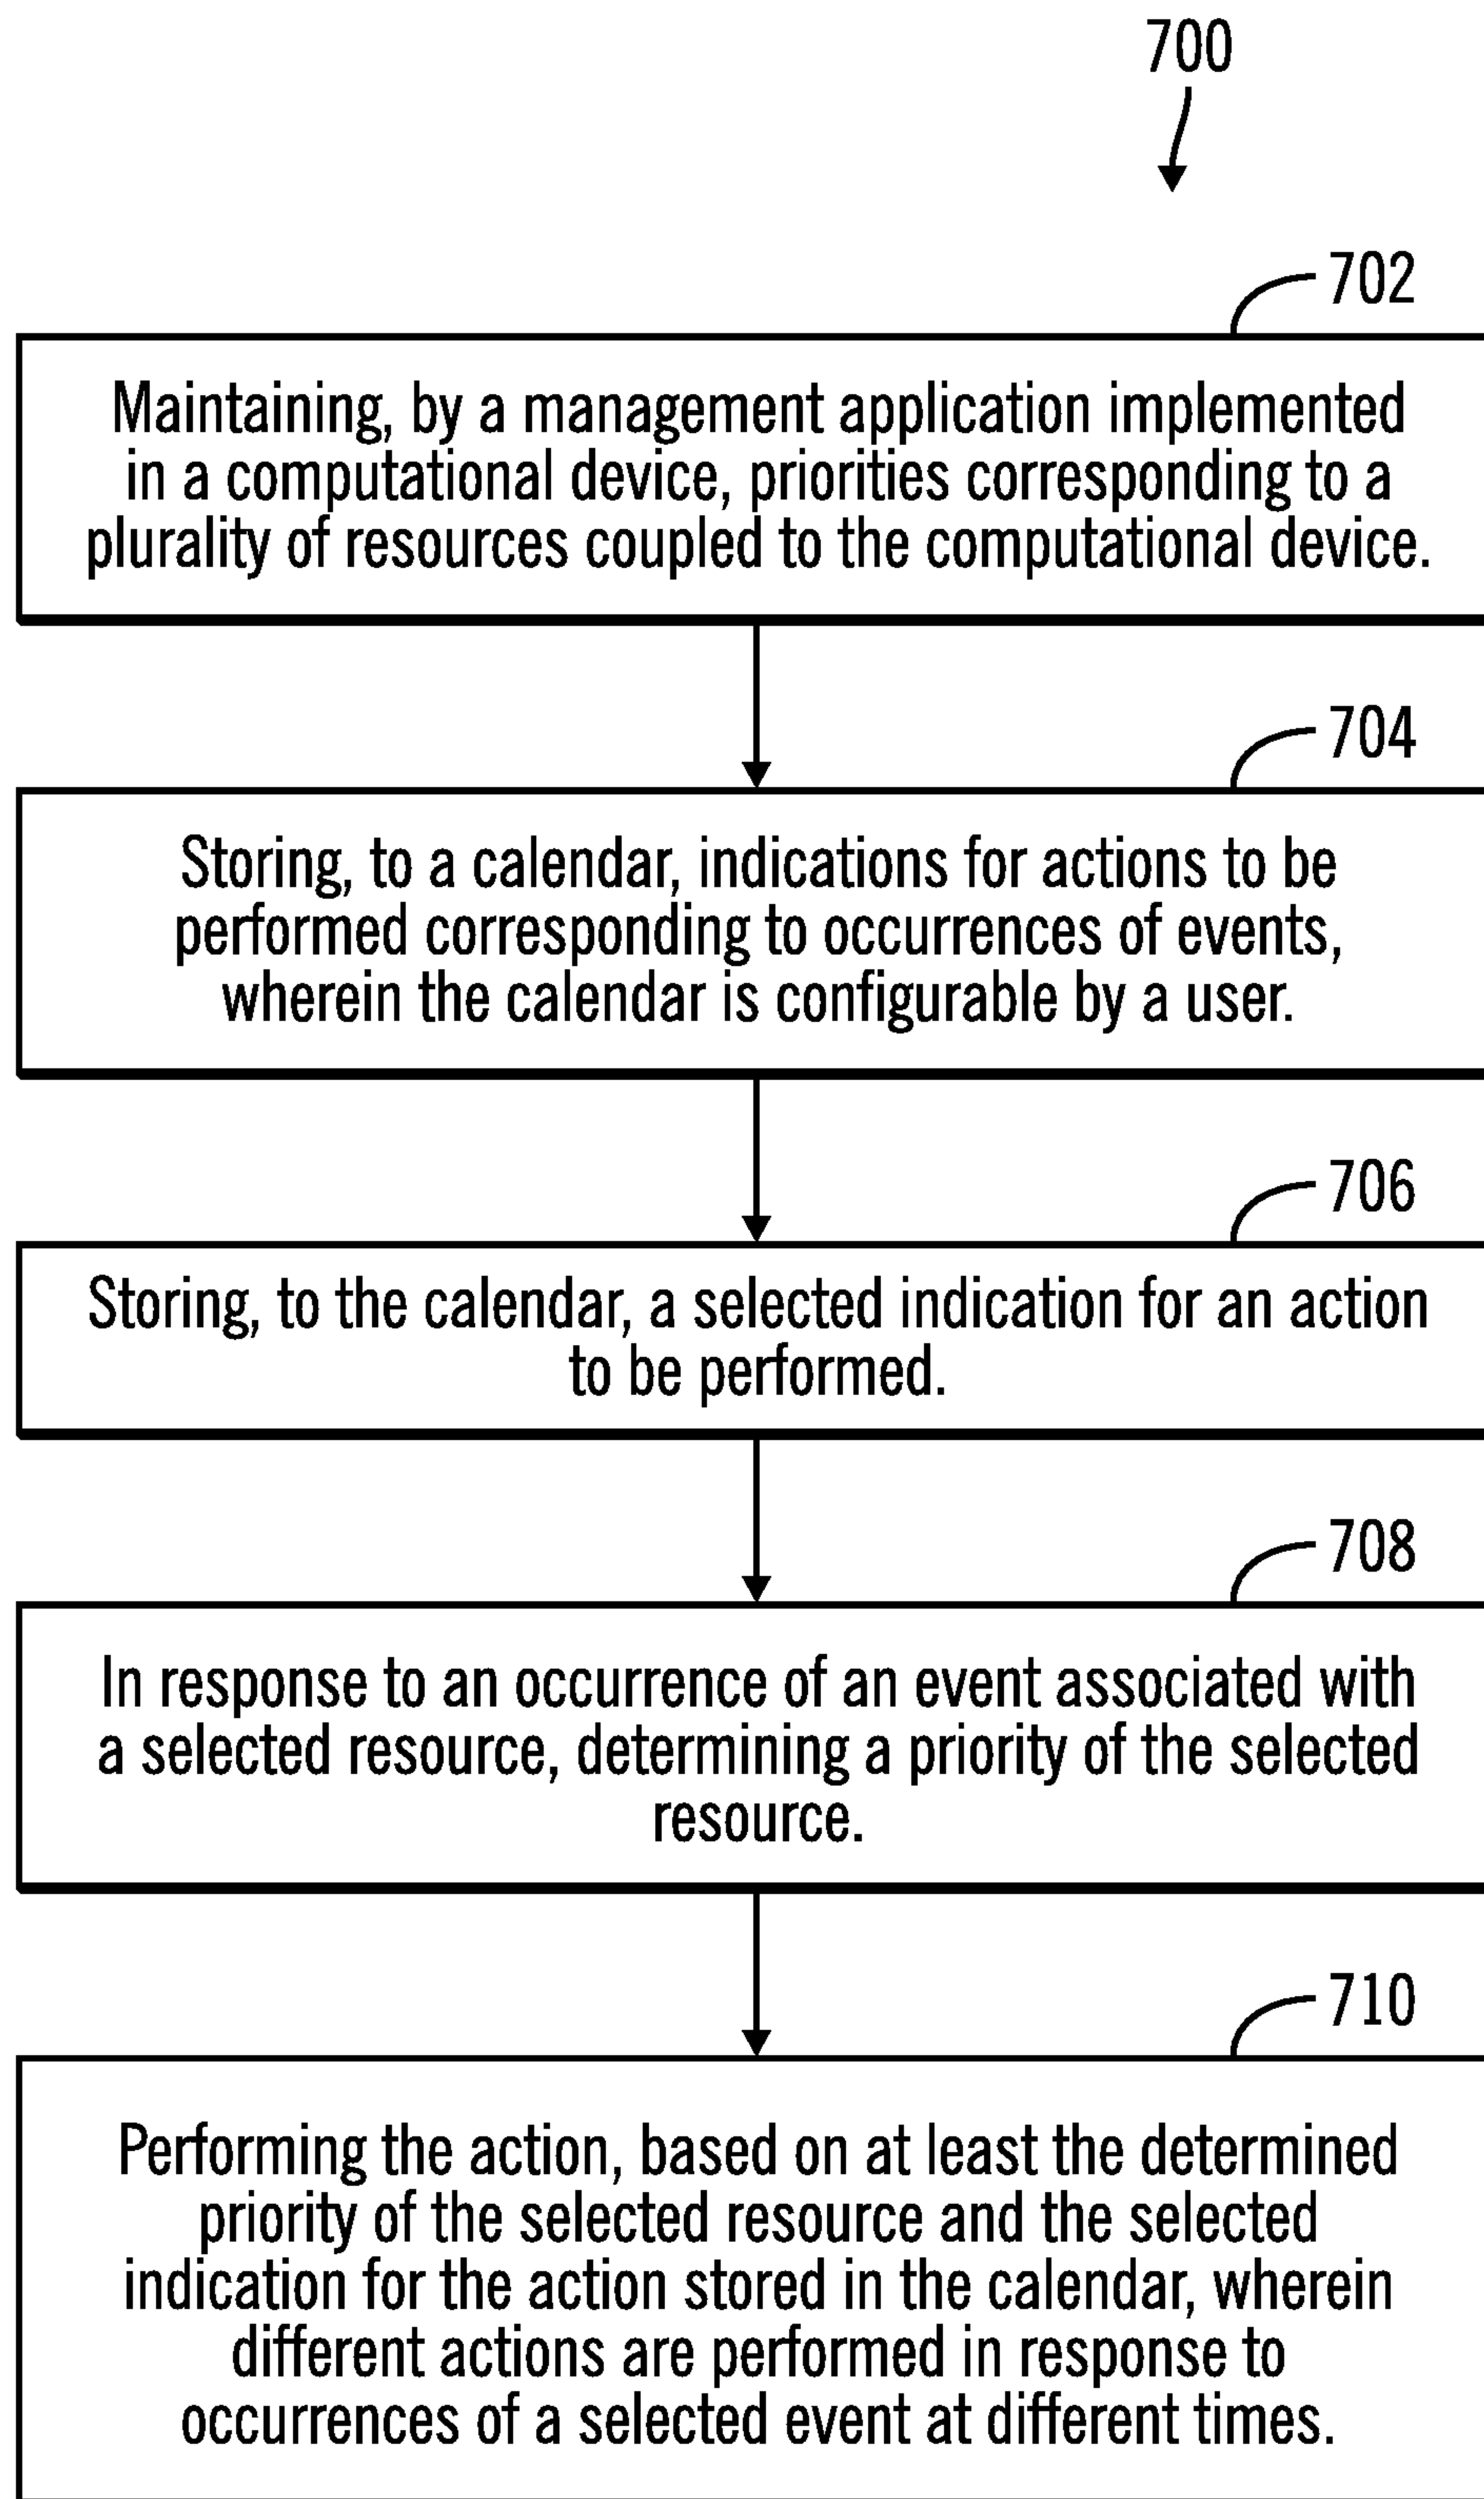 700
702
Maintaining, by a management application implemented
in a computational device, priorities corresponding to a
plurality of resources coupled to the computational device.
704
Storing, to a calendar, indications for actions to be
performed corresponding to occurrences of events,
wherein the calendar is configurable by a user.
706
Storing, to the calendar, a selected indication for an action
to be performed.
708
In response to an occurrence of an event associated with
a selected resource, determining a priority of the selected
resource.
710
Performing the action, based on at least the determined
priority of the selected resource and the selected
indication for the action stored in the calendar, wherein
different actions are performed in response to
occurrences of a selected event at different times.